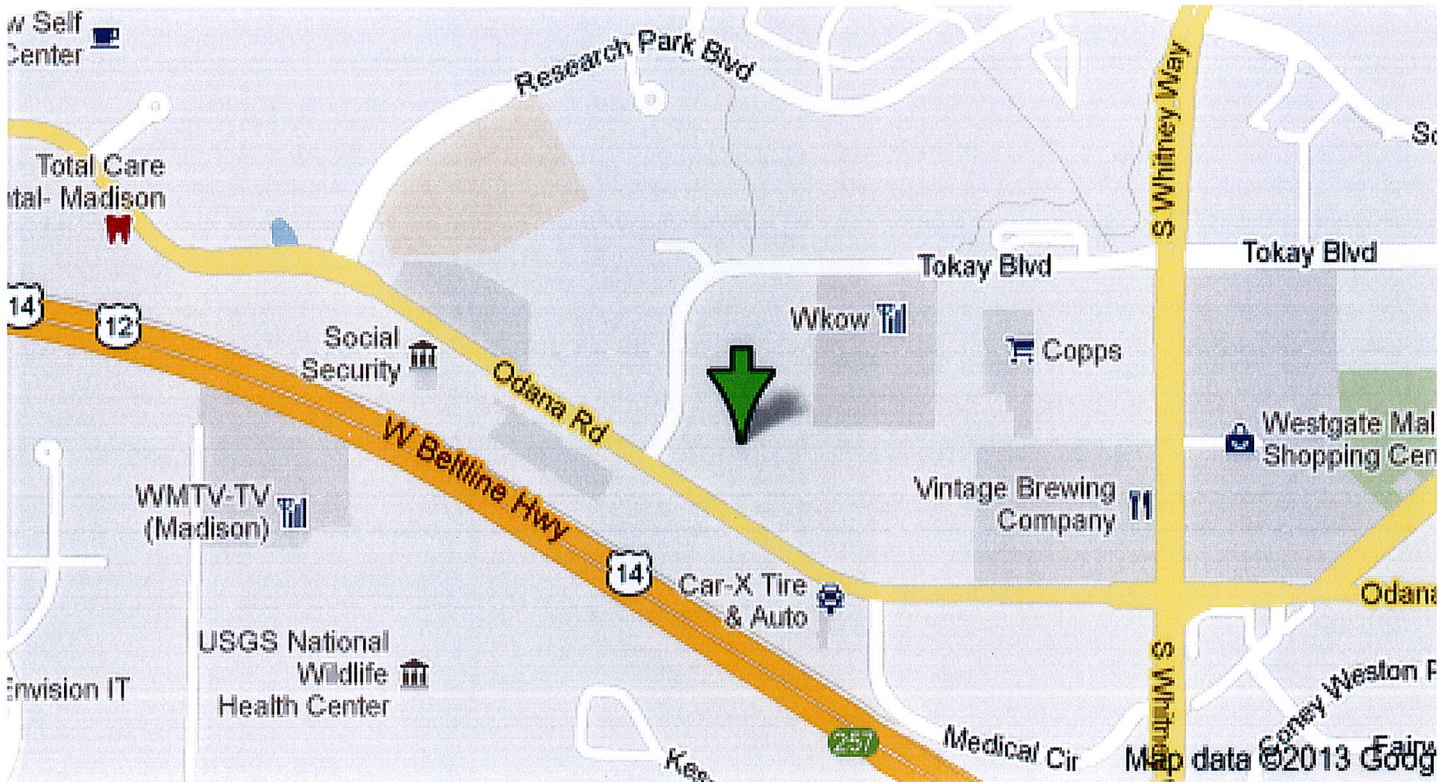 w Self
Center
Research Park Blvd
S Whitney Way
Total Care
ntal- Madison
Tokay Blvd
Tokay Blvd
14
12
Wkow
Social
Security
Copps
Odana Rd
Westgate Mal
Shopping Cen
W Beltline Hwy
WMTV-TV
(Madison)
Vintage Brewing
Company
14
Car-X Tire
& Auto
Odana
USGS National
Wildlife
Health Center
S Whitne
Envision IT
Coney Weston P
257
Medical Cir
Map data ©2013 Goog